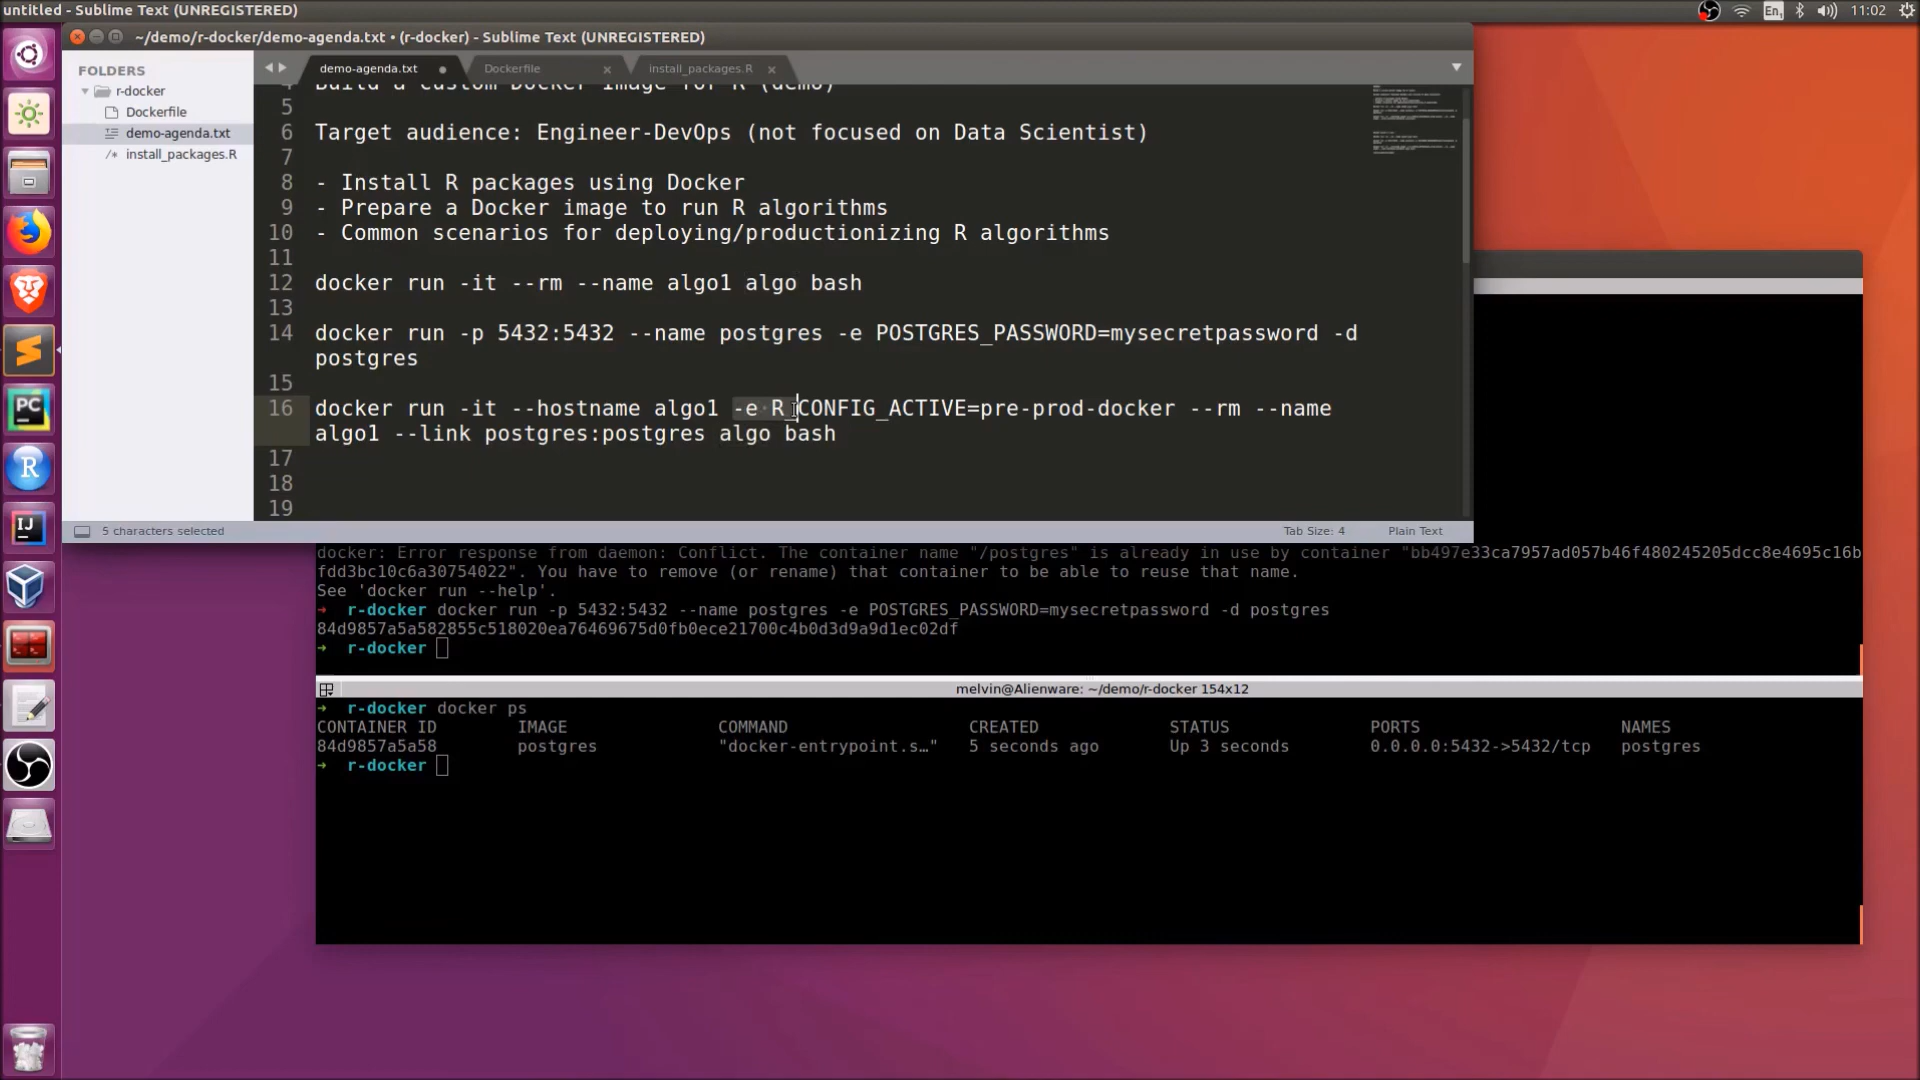 untitled - Sublime Text (UNREGISTERED)
En1
11:02
~/demo/r-docker/demo-agenda.txt • (r-docker) - Sublime Text (UNREGISTERED)
FOLDERS
r-docker
Dockerfile
demo-agenda.txt
/* install_packages.R
demo-agenda.txt
Dockerfile
install_packages.R
4 Build a custom Docker Image for R (demo)
5
6 Target audience: Engineer-DevOps (not focused on Data Scientist)
7
8 - Install R packages using Docker
9 - Prepare a Docker image to run R algorithms
10 - Common scenarios for deploying/productionizing R algorithms
11
12 docker run -it --rm --name algo1 algo bash
13
14 docker run -p 5432:5432 --name postgres -e POSTGRES_PASSWORD=mysecretpassword -d
postgres
15
16 docker run -it --hostname algo1 -e R_CONFIG_ACTIVE=pre-prod-docker --rm --name
algo1 --link postgres:postgres algo bash
17
18
19
5 characters selected
Tab Size: 4
Plain Text
docker: Error response from daemon: Conflict. The container name "/postgres" is already in use by container "bb497e33ca7957ad057b46f480245205dcc8e4695c16b
fdd3bc10c6a30754022". You have to remove (or rename) that container to be able to reuse that name.
See 'docker run --help'.
➜ r-docker docker run -p 5432:5432 --name postgres -e POSTGRES_PASSWORD=mysecretpassword -d postgres
84d9857a5a582855c518020ea76469675d0fb0ece21700c4b0d3d9a9d1ec02df
➜ r-docker
melvin@Alienware: ~/demo/r-docker 154x12
➜ r-docker docker ps
CONTAINER ID IMAGE COMMAND CREATED STATUS PORTS NAMES
84d9857a5a58 postgres "docker-entrypoint.s…" 5 seconds ago Up 3 seconds 0.0.0.0:5432->5432/tcp postgres
➜ r-docker
PC
R
IJ